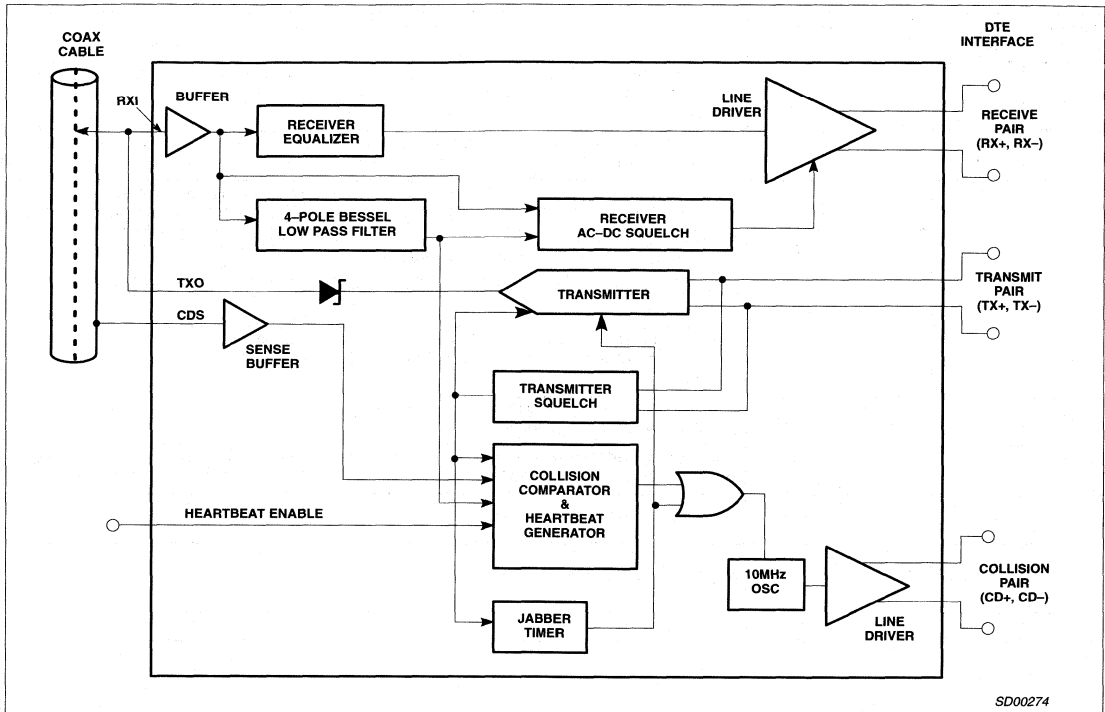 COAX
CABLE
DTE
INTERFACE
RXI
BUFFER
RECEIVER
EQUALIZER
LINE
DRIVER
RECEIVE
PAIR
(RX+, RX–)
4–POLE BESSEL
LOW PASS FILTER
RECEIVER
AC–DC SQUELCH
TXO
TRANSMITTER
TRANSMIT
PAIR
(TX+, TX–)
CDS
SENSE
BUFFER
TRANSMITTER
SQUELCH
COLLISION
COMPARATOR
&
HEARTBEAT
GENERATOR
HEARTBEAT ENABLE
10MHz
OSC
COLLISION
PAIR
(CD+, CD–)
JABBER
TIMER
LINE
DRIVER
SD00274